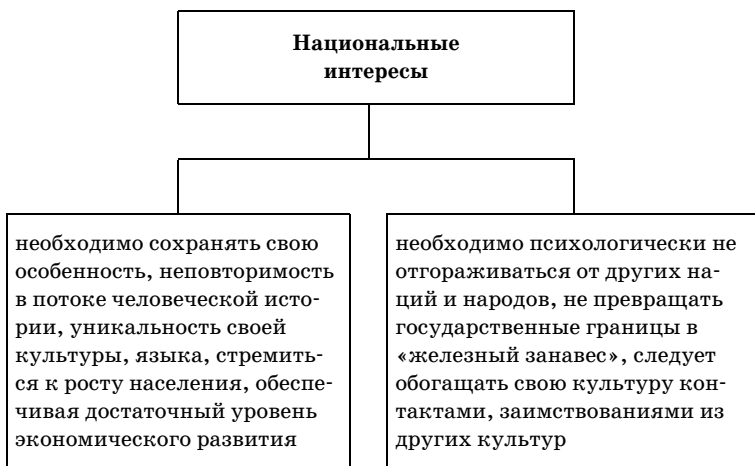 Национальные
интересы
необходимо сохранять свою
особенность, неповторимость
в потоке человеческой исто-
рии, уникальность своей
культуры, языка, стремить-
ся к росту населения, обеспе-
чивая достаточный уровень
экономического развития
необходимо психологически не
отгораживаться от других на-
ций и народов, не превращать
государственные границы в
«железный занавес», следует
обогащать свою культуру кон-
тактами, заимствованиями из
других культур